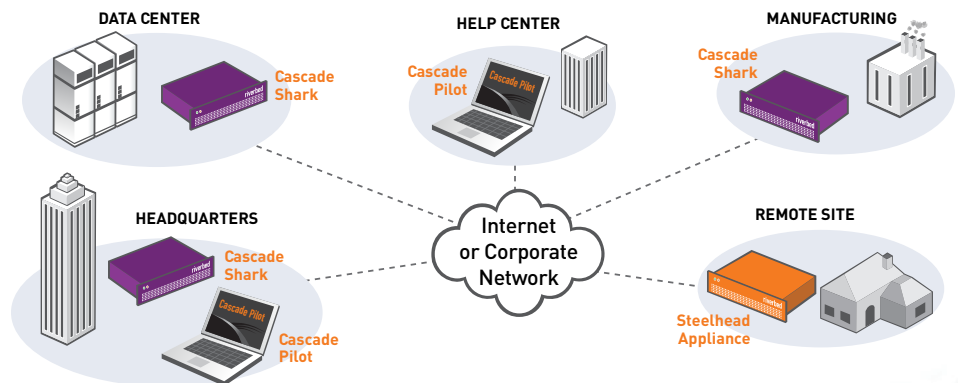 DATA CENTER
riverbed
Cascade
Shark
HELP CENTER
Cascade
Pilot
Cascade Pilot
MANUFACTURING
Cascade
Shark
riverbed
HEADQUARTERS
riverbed
Cascade
Shark
Cascade Pilot
Cascade
Pilot
Internet
or Corporate
Network
REMOTE SITE
riverbed
Steelhead
Appliance